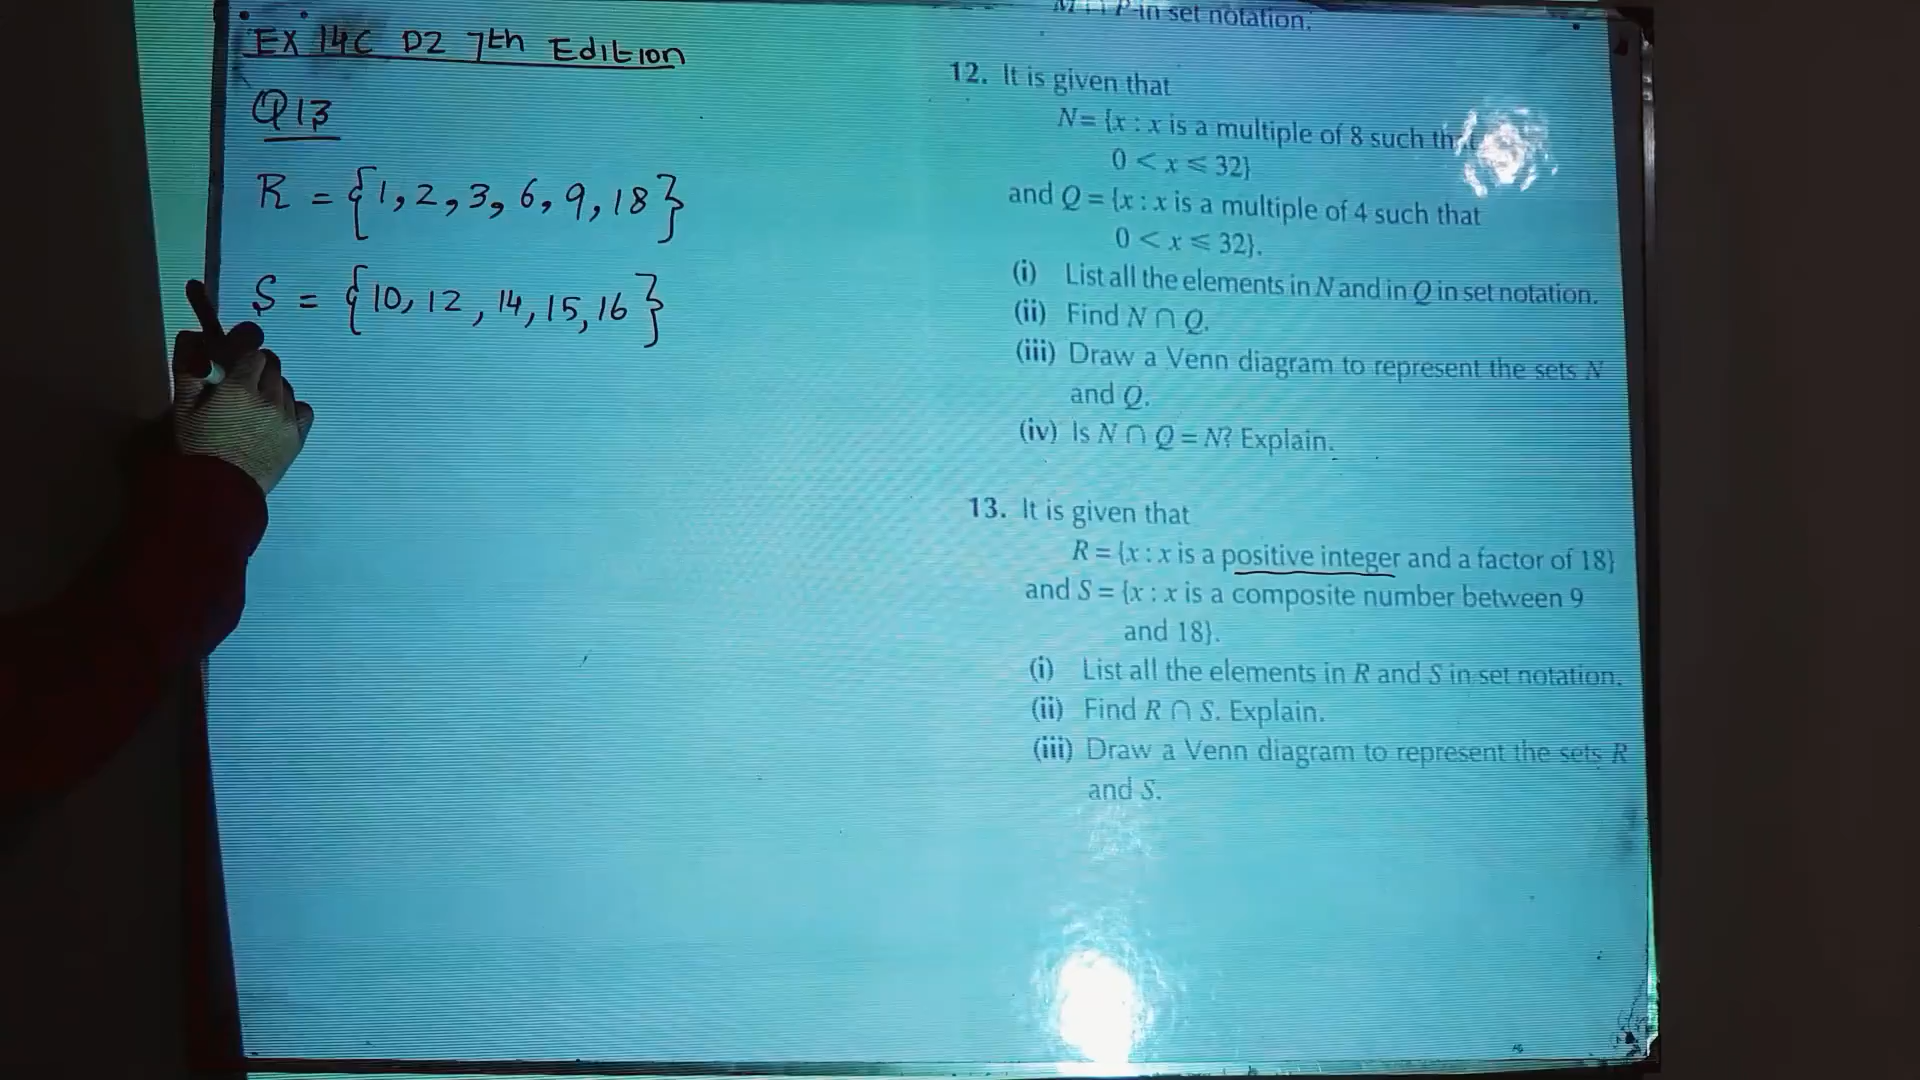 EX 14C D2 7th Edition
Q13
R = {1, 2, 3, 6, 9, 18}
S = {10, 12, 14, 15, 16}
M ∩ P in set notation.
12. It is given that
N = {x : x is a multiple of 8 such that
0 < x ⩽ 32}
and Q = {x : x is a multiple of 4 such that
0 < x ⩽ 32}.
(i) List all the elements in N and in Q in set notation.
(ii) Find N ∩ Q.
(iii) Draw a Venn diagram to represent the sets N
and Q.
(iv) Is N ∩ Q = N? Explain.
13. It is given that
R = {x : x is a positive integer and a factor of 18}
and S = {x : x is a composite number between 9
and 18}.
(i) List all the elements in R and S in set notation.
(ii) Find R ∩ S. Explain.
(iii) Draw a Venn diagram to represent the sets R
and S.